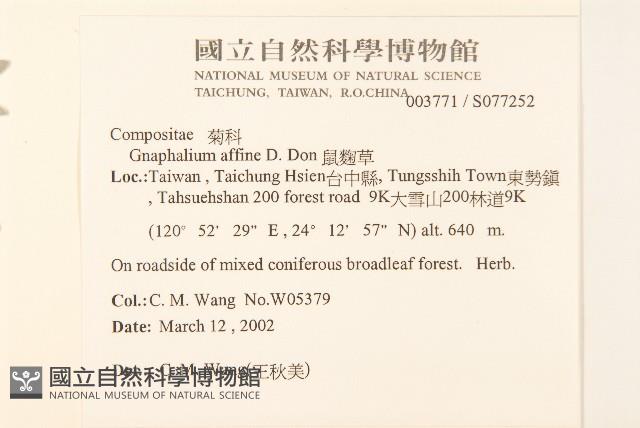 國立自然科學博物館
NATIONAL MUSEUM OF NATURAL SCIENCE
TAICHUNG, TAIWAN, R.O.CHINA
003771 / S077252
Compositae 菊科
Gnaphalium affine D. Don 鼠麴草
Loc.:Taiwan , Taichung Hsien台中縣, Tungsshih Town東勢鎮
, Tahsuehshan 200 forest road 9K大雪山200林道9K
(120° 52' 29" E , 24° 12' 57" N) alt. 640 m.
On roadside of mixed coniferous broadleaf forest. Herb.
Col.: C. M. Wang No.W05379
Date: March 12 , 2002
Det.: C. M. Wang(王秋美)
國立自然科學博物館
NATIONAL MUSEUM OF NATURAL SCIENCE